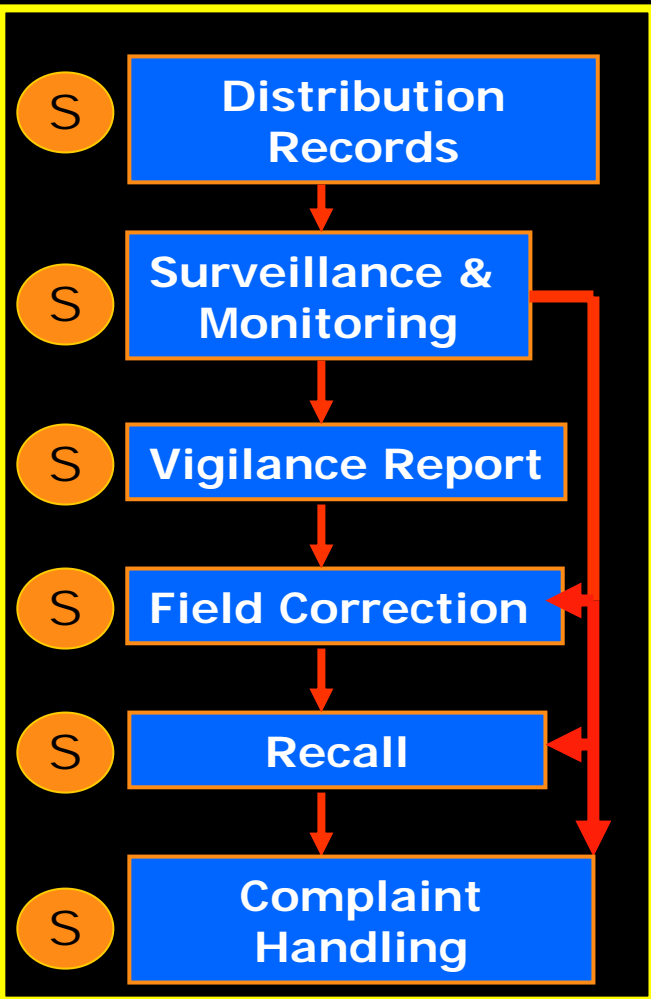 S
Distribution
Records
S
Surveillance &
Monitoring
S
Vigilance Report
S
Field Correction
S
Recall
S
Complaint
Handling